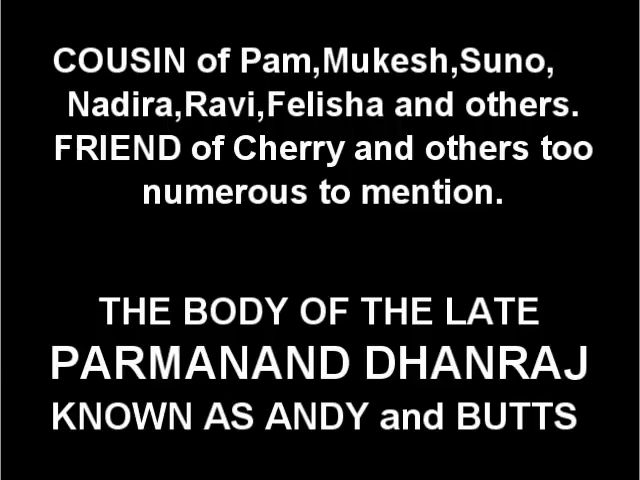 COUSIN of Pam,Mukesh,Suno,
Nadira,Ravi,Felisha and others.
FRIEND of Cherry and others too
numerous to mention.
THE BODY OF THE LATE
PARMANAND DHANRAJ
KNOWN AS ANDY and BUTTS